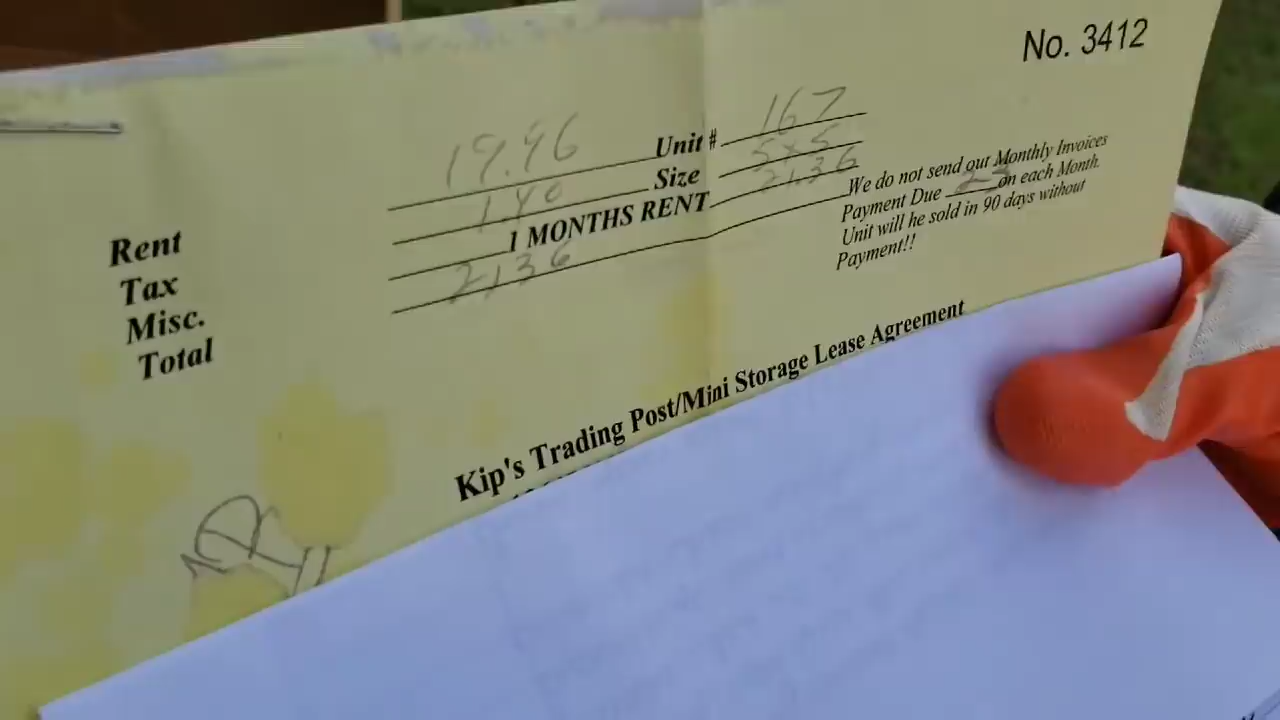 No. 3412
Rent 19.96 Unit # 167
Tax 1.40 Size 5x5
Misc. 1 MONTHS RENT 21.36
Total 21.36
We do not send out Monthly Invoices
Payment Due on each Month.
Unit will he sold in 90 days without
Payment!!
Kip's Trading Post/Mini Storage Lease Agreement